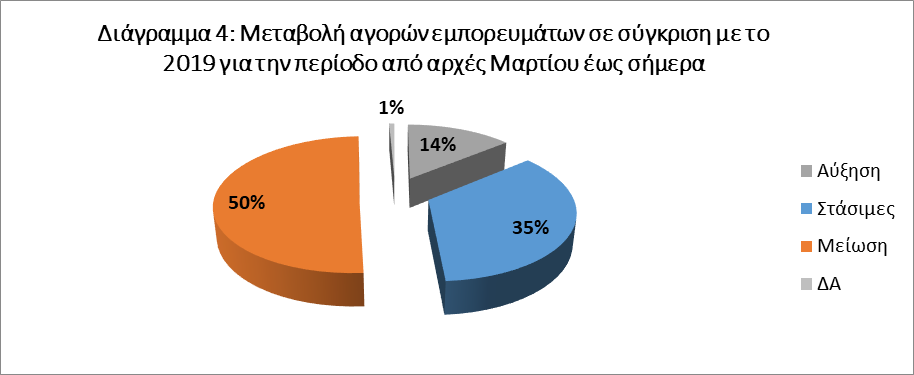 Διάγραμμα 4: Μεταβολή αγορών εμπορευμάτων σε σύγκριση με το
2019 για την περίοδο από αρχές Μαρτίου έως σήμερα
1%
14%
50%
35%
Αύξηση
Στάσιμες
Μείωση
ΔΑ